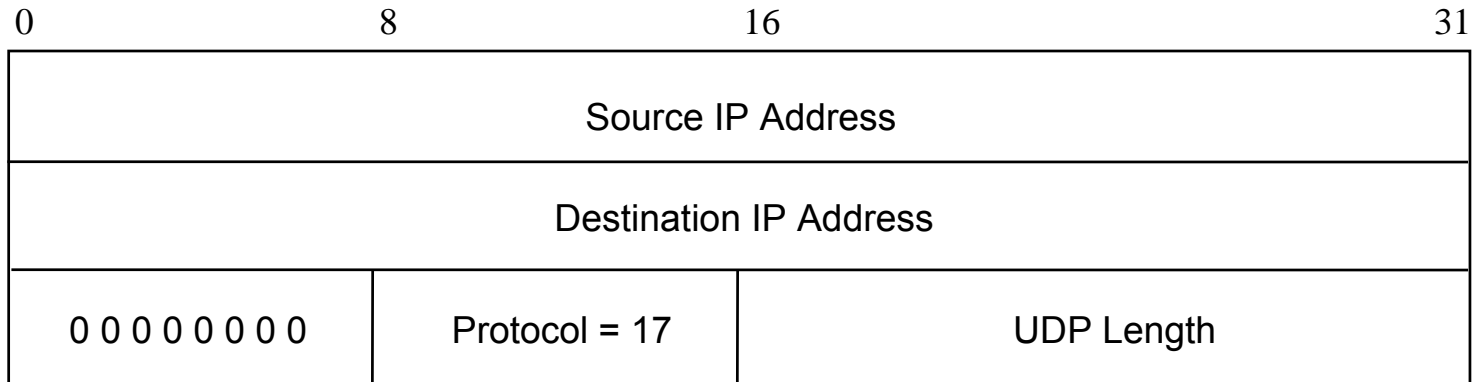 0 8 16 31
Source IP Address
Destination IP Address
0 0 0 0 0 0 0 0 Protocol = 17 UDP Length